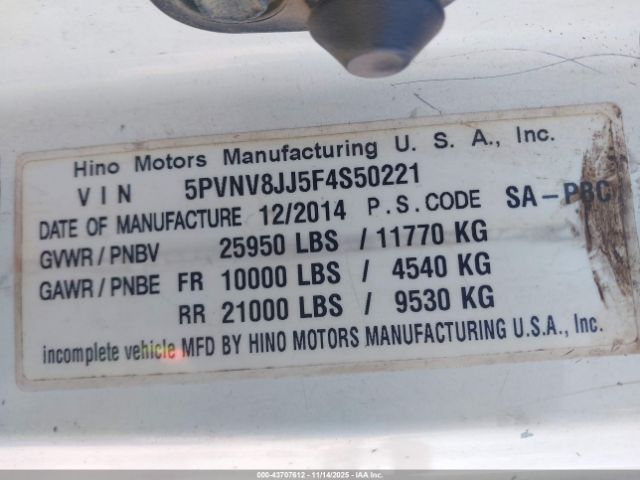 Hino Motors Manufacturing U. S. A., Inc.
VIN 5PVNV8JJ5F4S50221
DATE OF MANUFACTURE 12/2014 P.S.CODE SA-PBC
GVWR / PNBV 25950 LBS / 11770 KG
GAWR / PNBE FR 10000 LBS / 4540 KG
RR 21000 LBS / 9530 KG
incomplete vehicle MFD BY HINO MOTORS MANUFACTURING U.S.A., Inc.
000-43707612 - 11/14/2025 - IAA Inc.